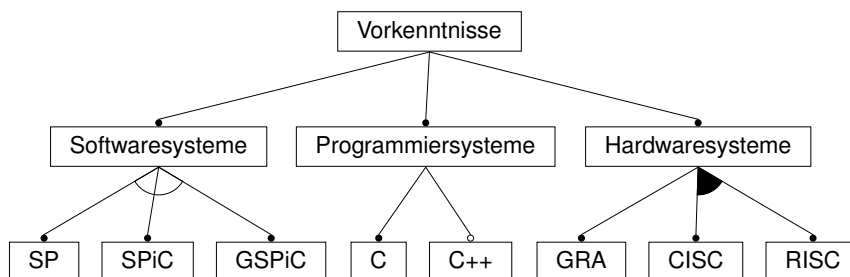 Vorkenntnisse
Softwaresysteme Programmiersysteme Hardwaresysteme
SP SPiC GSPiC C C++ GRA CISC RISC